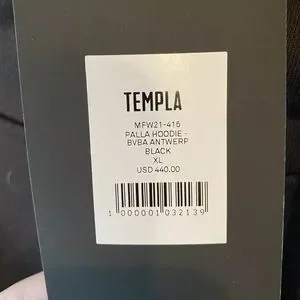 TEMPLA
MFW21-415
PALLA HOODIE -
BVBA ANTWERP
BLACK
XL
USD 440.00
1 000001 032139